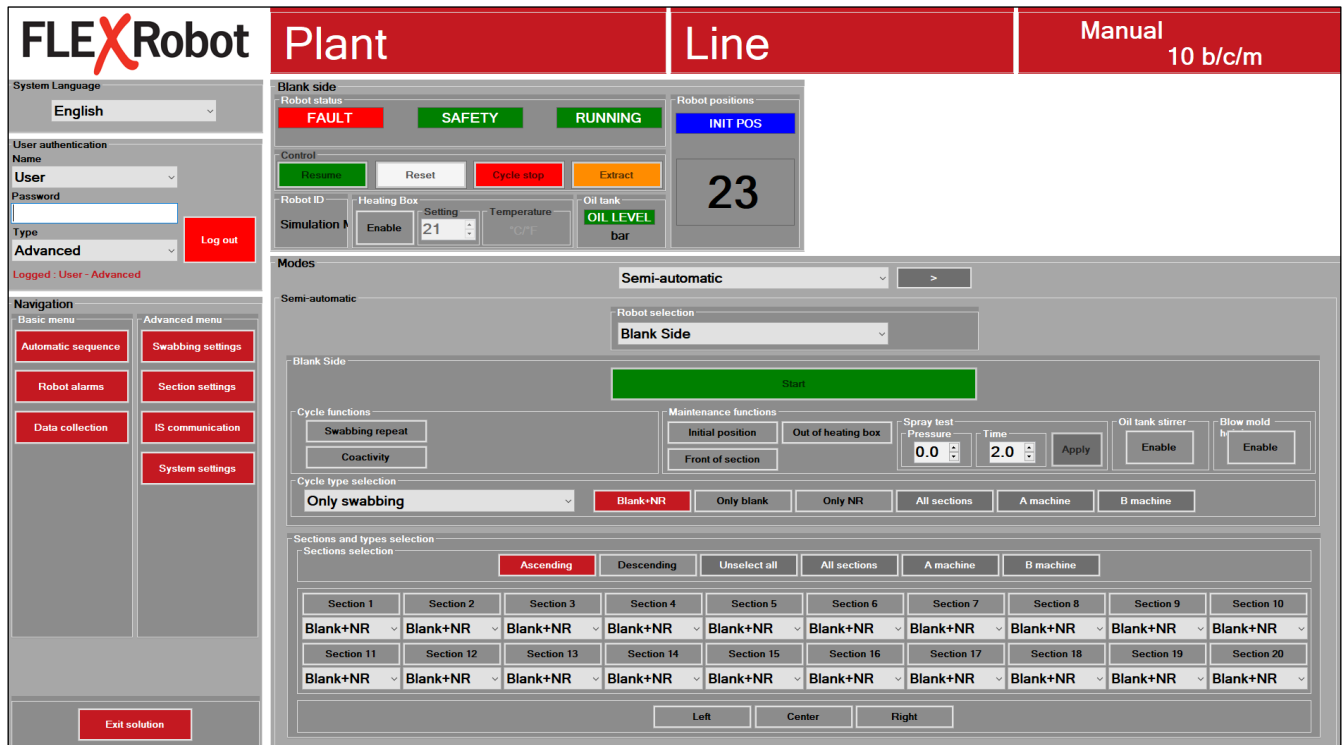 FLEXRobot
Plant
Line
Manual
10 b/c/m
System Language
English
User authentication
Name
User
Password
Type
Advanced
Log out
Logged : User - Advanced
Navigation
Basic menu
Advanced menu
Automatic sequence
Swabbing settings
Robot alarms
Section settings
Data collection
IS communication
System settings
Exit solution
Blank side
Robot status
FAULT
SAFETY
RUNNING
Control
Resume
Reset
Cycle stop
Extract
Robot ID
Simulation
Heating Box
Enable
Setting
21
Temperature
°C/°F
Oil tank
OIL LEVEL
bar
Robot positions
INIT POS
23
Modes
Semi-automatic
>
Semi-automatic
Robot selection
Blank Side
Blank Side
Start
Cycle functions
Swabbing repeat
Coactivity
Maintenance functions
Initial position
Out of heating box
Front of section
Spray test
Pressure
0.0
Time
2.0
Apply
Oil tank stirrer
Enable
Blow mold
Enable
Cycle type selection
Only swabbing
Blank+NR
Only blank
Only NR
All sections
A machine
B machine
Sections and types selection
Sections selection
Ascending
Descending
Unselect all
All sections
A machine
B machine
Section 1 Section 2 Section 3 Section 4 Section 5 Section 6 Section 7 Section 8 Section 9 Section 10
Blank+NR Blank+NR Blank+NR Blank+NR Blank+NR Blank+NR Blank+NR Blank+NR Blank+NR Blank+NR
Section 11 Section 12 Section 13 Section 14 Section 15 Section 16 Section 17 Section 18 Section 19 Section 20
Blank+NR Blank+NR Blank+NR Blank+NR Blank+NR Blank+NR Blank+NR Blank+NR Blank+NR Blank+NR
Left
Center
Right